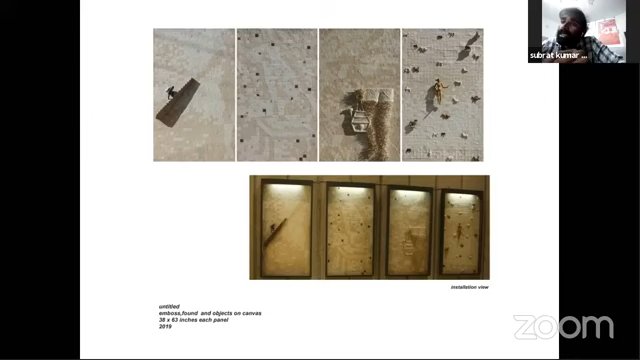 subrat kumar ...
installation view
untitled
emboss,found and objects on canvas
38 x 63 inches each panel
2019
zoom